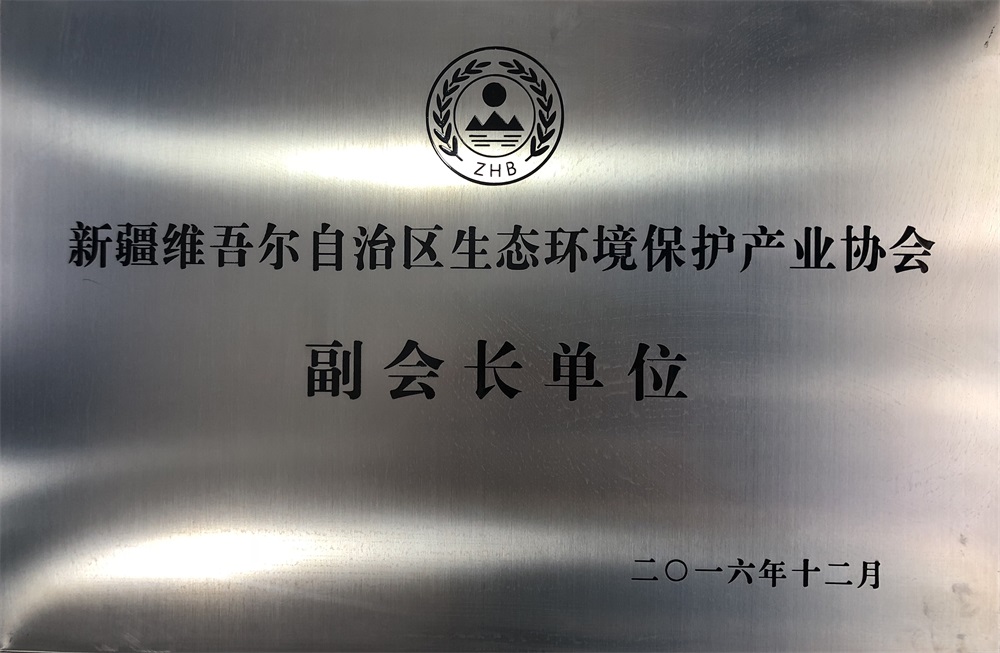 ZHB
新疆维吾尔自治区生态环境保护产业协会
副会长单位
二〇一六年十二月